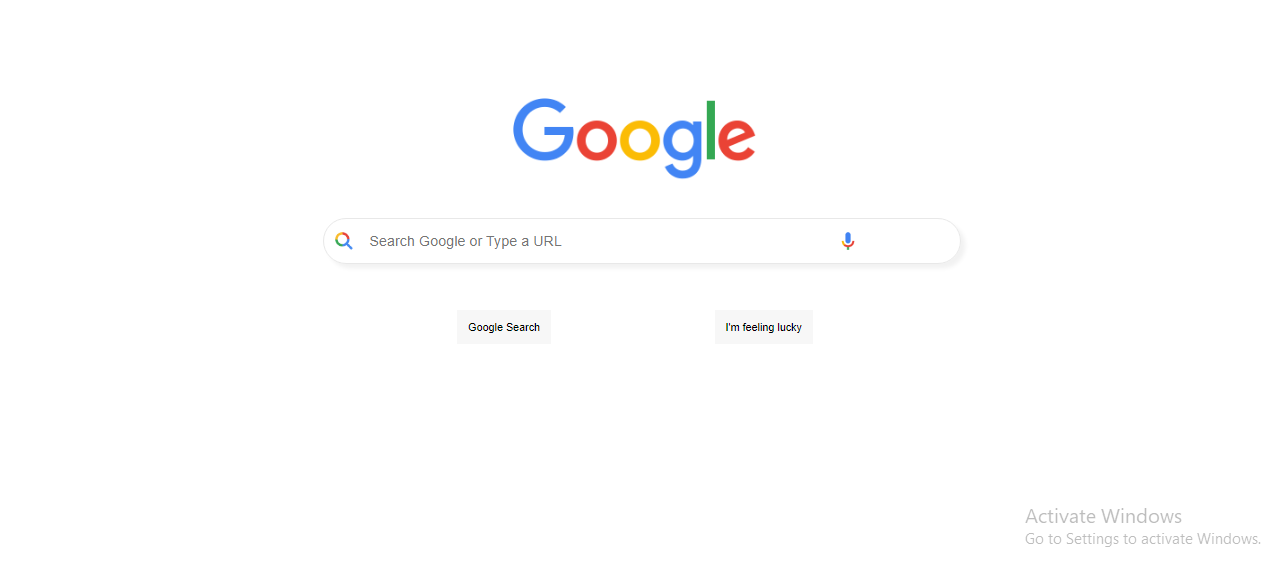 Google
Search Google or Type a URL
Google Search
I'm feeling lucky
Activate Windows
Go to Settings to activate Windows.